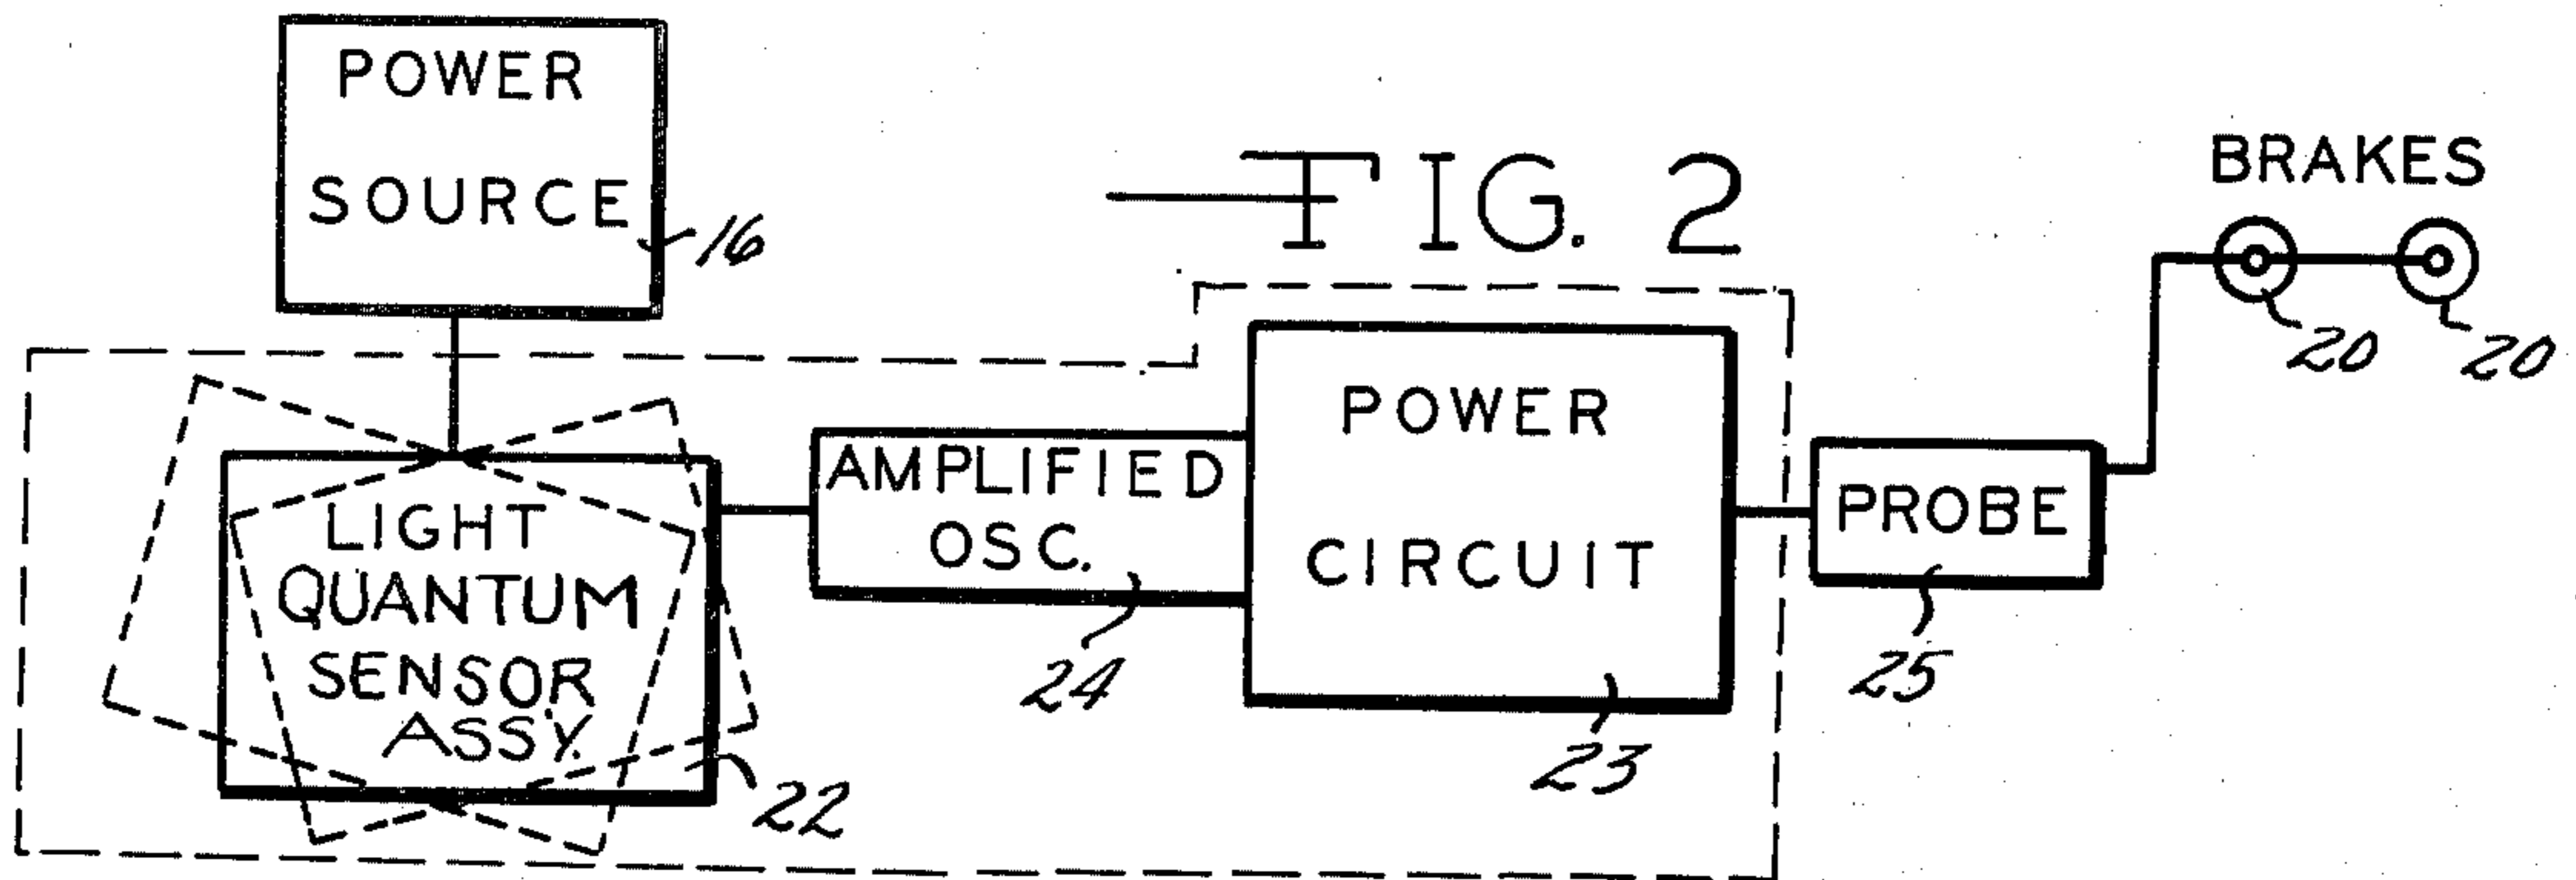 POWER
SOURCE
16
FIG. 2
BRAKES
20
20
LIGHT
QUANTUM
SENSOR
ASSY.
22
AMPLIFIED
OSC.
24
POWER
CIRCUIT
23
PROBE
25